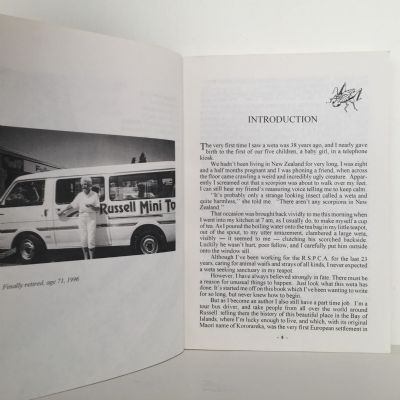 Russell Mini To
Finally retired, age 71, 1996
INTRODUCTION
The very first time I saw a weta was 38 years ago, and I nearly gave
birth to the first of our five children, a baby girl, in a telephone
kiosk.
We hadn't been living in New Zealand for very long, I was eight
and a half months pregnant and I was phoning a friend, when across
the floor came crawling a weird and incredibly ugly creature. Appar-
ently I screamed out that a scorpion was about to walk over my feet.
I can still hear my friend's reassuring voice telling me to keep calm.
"It's probably only a strange looking insect called a weta and
quite harmless," she told me. "There aren't any scorpions in New
Zealand."
That occasion was brought back vividly to me this morning when
I went into my kitchen at 7 am, as I usually do, to make myself a cup
of tea. As I poured the boiling water into the tea bag in my little teapot,
out of the spout, to my utter amazement, clambered a large weta,
visibly — it seemed to me — clutching his scorched backside.
Luckily he wasn't hurt, poor fellow, and I carefully put him outside
onto the window sill.
Although I've been working for the R.S.P.C.A. for the last 23
years, caring for animal waifs and strays of all kinds, I never expected
a weta seeking sanctuary in my teapot.
However, I have always believed strongly in fate. There must be
a reason for unusual things to happen. Just look what this weta has
done. It's started me off on this book which I've been wanting to write
for so long, but never knew how to begin.
But as I become an author I also still have a part time job. I'm a
tour bus driver, and take people from all over the world around
Russell telling them the history of this beautiful place in the Bay of
Islands, where I'm lucky enough to live, and which, with its original
Maori name of Kororareka, was the very first European settlement in
- 4 -